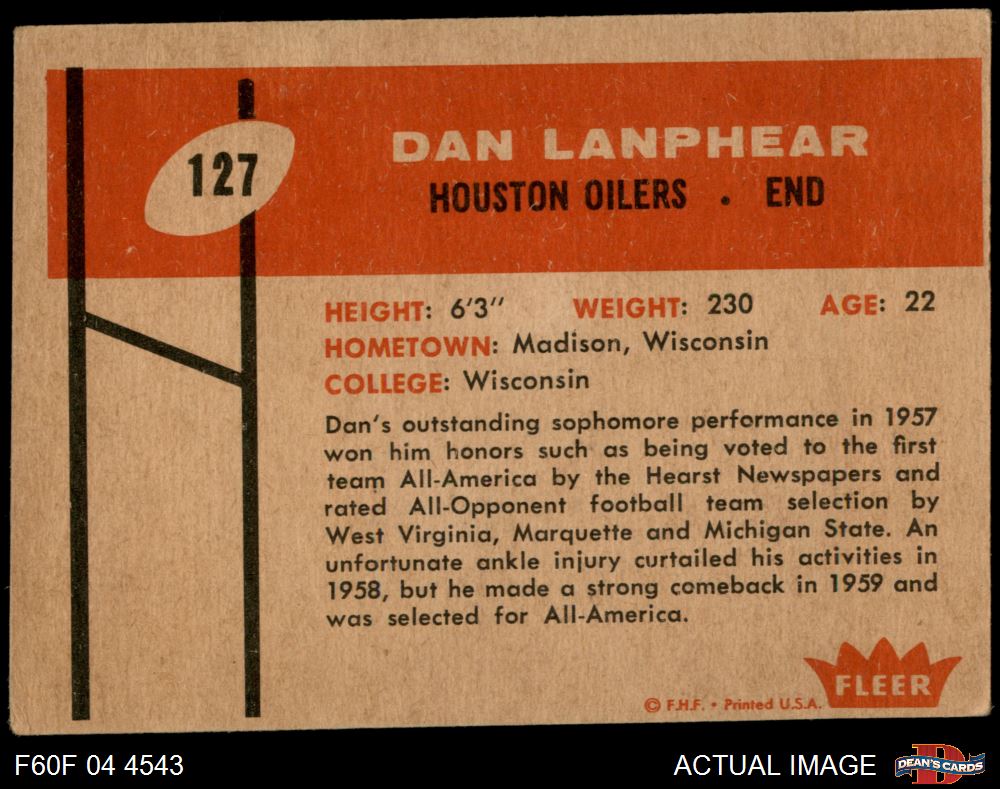 127
DAN LANPHEAR
HOUSTON OILERS . END
HEIGHT: 6'3" WEIGHT: 230 AGE: 22
HOMETOWN: Madison, Wisconsin
COLLEGE: Wisconsin
Dan's outstanding sophomore performance in 1957
won him honors such as being voted to the first
team All-America by the Hearst Newspapers and
rated All-Opponent football team selection by
West Virginia, Marquette and Michigan State. An
unfortunate ankle injury curtailed his activities in
1958, but he made a strong comeback in 1959 and
was selected for All-America.
FLEER
© F.H.F. • Printed U.S.A.
F60F 04 4543
ACTUAL IMAGE
D
DEAN'S CARDS